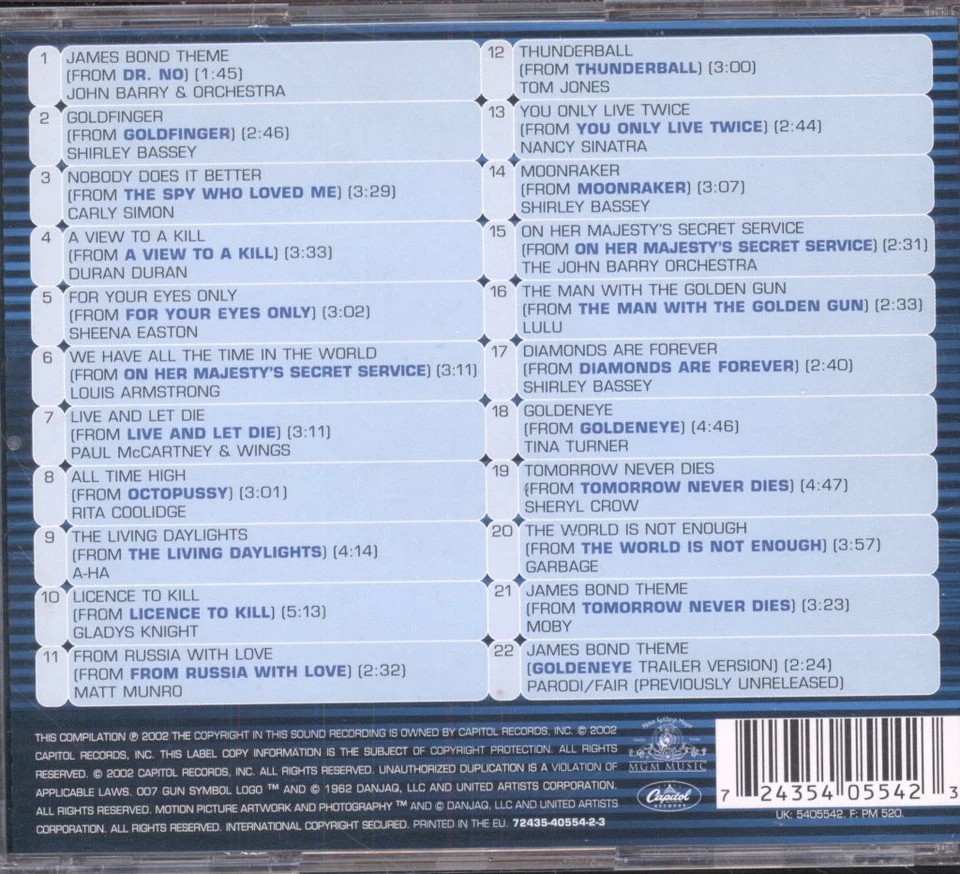 1 JAMES BOND THEME
(FROM DR. NO) (1:45)
JOHN BARRY & ORCHESTRA
2 GOLDFINGER
(FROM GOLDFINGER) (2:46)
SHIRLEY BASSEY
3 NOBODY DOES IT BETTER
(FROM THE SPY WHO LOVED ME) (3:29)
CARLY SIMON
4 A VIEW TO A KILL
(FROM A VIEW TO A KILL) (3:33)
DURAN DURAN
5 FOR YOUR EYES ONLY
(FROM FOR YOUR EYES ONLY) (3:02)
SHEENA EASTON
6 WE HAVE ALL THE TIME IN THE WORLD
(FROM ON HER MAJESTY'S SECRET SERVICE) (3:11)
LOUIS ARMSTRONG
7 LIVE AND LET DIE
(FROM LIVE AND LET DIE) (3:11)
PAUL McCARTNEY & WINGS
8 ALL TIME HIGH
(FROM OCTOPUSSY) (3:01)
RITA COOLIDGE
9 THE LIVING DAYLIGHTS
(FROM THE LIVING DAYLIGHTS) (4:14)
A-HA
10 LICENCE TO KILL
(FROM LICENCE TO KILL) (5:13)
GLADYS KNIGHT
11 FROM RUSSIA WITH LOVE
(FROM FROM RUSSIA WITH LOVE) (2:32)
MATT MUNRO
12 THUNDERBALL
(FROM THUNDERBALL) (3:00)
TOM JONES
13 YOU ONLY LIVE TWICE
(FROM YOU ONLY LIVE TWICE) (2:44)
NANCY SINATRA
14 MOONRAKER
(FROM MOONRAKER) (3:07)
SHIRLEY BASSEY
15 ON HER MAJESTY'S SECRET SERVICE
(FROM ON HER MAJESTY'S SECRET SERVICE) (2:31)
THE JOHN BARRY ORCHESTRA
16 THE MAN WITH THE GOLDEN GUN
(FROM THE MAN WITH THE GOLDEN GUN) (2:33)
LULU
17 DIAMONDS ARE FOREVER
(FROM DIAMONDS ARE FOREVER) (2:40)
SHIRLEY BASSEY
18 GOLDENEYE
(FROM GOLDENEYE) (4:46)
TINA TURNER
19 TOMORROW NEVER DIES
(FROM TOMORROW NEVER DIES) (4:47)
SHERYL CROW
20 THE WORLD IS NOT ENOUGH
(FROM THE WORLD IS NOT ENOUGH) (3:57)
GARBAGE
21 JAMES BOND THEME
(FROM TOMORROW NEVER DIES) (3:23)
MOBY
22 JAMES BOND THEME
(GOLDENEYE TRAILER VERSION) (2:24)
PARODI/FAIR (PREVIOUSLY UNRELEASED)
THIS COMPILATION ℗ 2002 THE COPYRIGHT IN THIS SOUND RECORDING IS OWNED BY CAPITOL RECORDS, INC. © 2002
CAPITOL RECORDS, INC. THIS LABEL COPY INFORMATION IS THE SUBJECT OF COPYRIGHT PROTECTION. ALL RIGHTS
RESERVED. © 2002 CAPITOL RECORDS, INC. ALL RIGHTS RESERVED. UNAUTHORIZED DUPLICATION IS A VIOLATION OF
APPLICABLE LAWS. 007 GUN SYMBOL LOGO ™ AND © 1962 DANJAQ, LLC AND UNITED ARTISTS CORPORATION.
ALL RIGHTS RESERVED. MOTION PICTURE ARTWORK AND PHOTOGRAPHY ™ AND © DANJAQ, LLC AND UNITED ARTISTS
CORPORATION. ALL RIGHTS RESERVED. INTERNATIONAL COPYRIGHT SECURED. PRINTED IN THE EU. 72435-40554-2-3
MGM MUSIC
Capitol
RECORDS
7 24354 05542 3
UK: 5405542. F: PM 520.